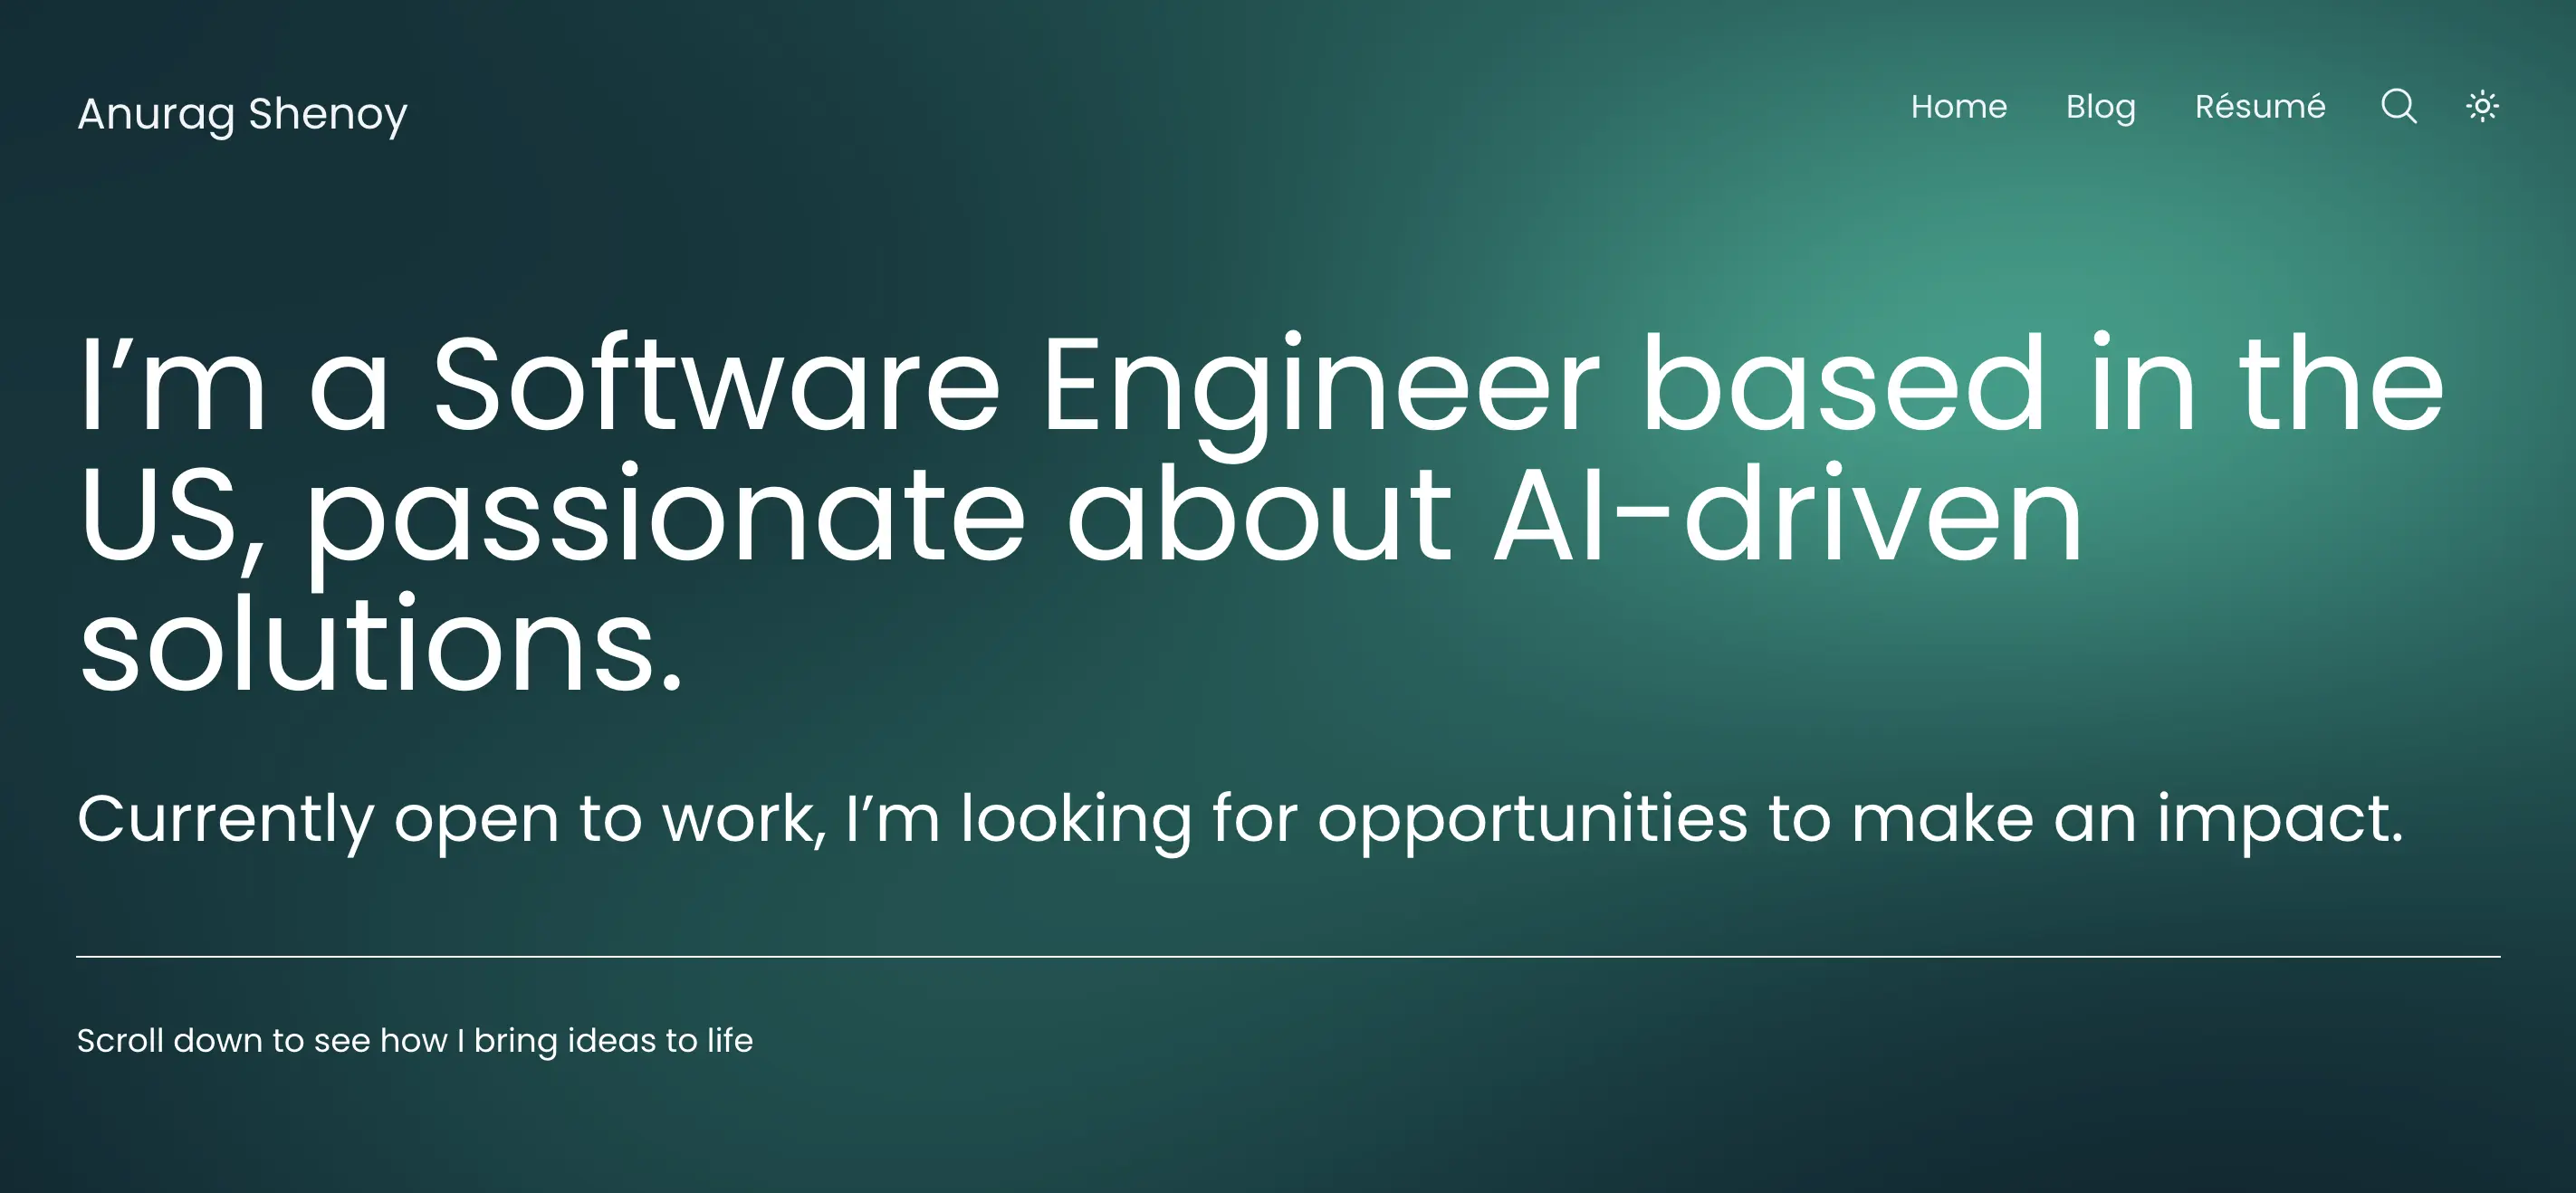 Anurag Shenoy
Home Blog Résumé
I’m a Software Engineer based in the
US, passionate about AI-driven
solutions.
Currently open to work, I’m looking for opportunities to make an impact.
Scroll down to see how I bring ideas to life